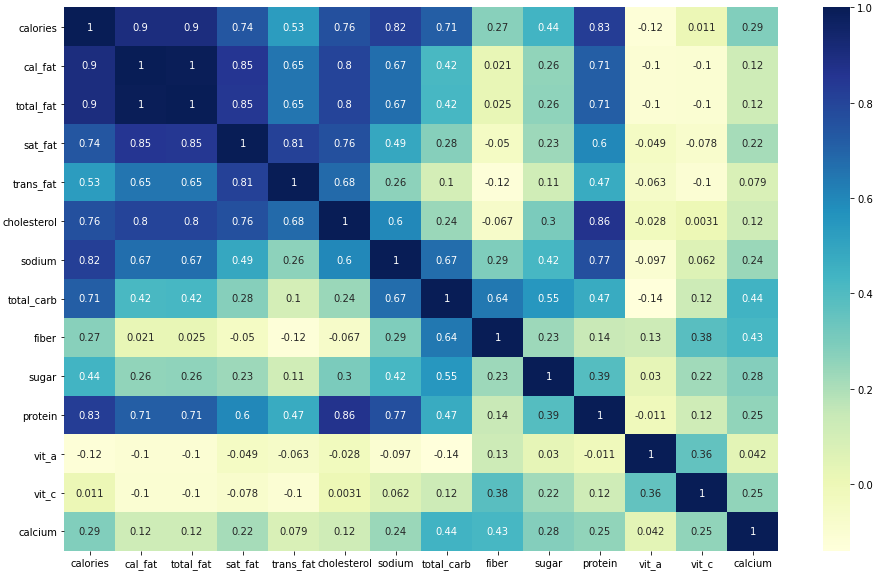 calories 1 0.9 0.9 0.74 0.53 0.76 0.82 0.71 0.27 0.44 0.83 -0.12 0.011 0.29
cal_fat 0.9 1 1 0.85 0.65 0.8 0.67 0.42 0.021 0.26 0.71 -0.1 -0.1 0.12
total_fat 0.9 1 1 0.85 0.65 0.8 0.67 0.42 0.025 0.26 0.71 -0.1 -0.1 0.12
sat_fat 0.74 0.85 0.85 1 0.81 0.76 0.49 0.28 -0.05 0.23 0.6 -0.049 -0.078 0.22
trans_fat 0.53 0.65 0.65 0.81 1 0.68 0.26 0.1 -0.12 0.11 0.47 -0.063 -0.1 0.079
cholesterol 0.76 0.8 0.8 0.76 0.68 1 0.6 0.24 -0.067 0.3 0.86 -0.028 0.0031 0.12
sodium 0.82 0.67 0.67 0.49 0.26 0.6 1 0.67 0.29 0.42 0.77 -0.097 0.062 0.24
total_carb 0.71 0.42 0.42 0.28 0.1 0.24 0.67 1 0.64 0.55 0.47 -0.14 0.12 0.44
fiber 0.27 0.021 0.025 -0.05 -0.12 -0.067 0.29 0.64 1 0.23 0.14 0.13 0.38 0.43
sugar 0.44 0.26 0.26 0.23 0.11 0.3 0.42 0.55 0.23 1 0.39 0.03 0.22 0.28
protein 0.83 0.71 0.71 0.6 0.47 0.86 0.77 0.47 0.14 0.39 1 -0.011 0.12 0.25
vit_a -0.12 -0.1 -0.1 -0.049 -0.063 -0.028 -0.097 -0.14 0.13 0.03 -0.011 1 0.36 0.042
vit_c 0.011 -0.1 -0.1 -0.078 -0.1 0.0031 0.062 0.12 0.38 0.22 0.12 0.36 1 0.25
calcium 0.29 0.12 0.12 0.22 0.079 0.12 0.24 0.44 0.43 0.28 0.25 0.042 0.25 1
calories cal_fat total_fat sat_fat trans_fat cholesterol sodium total_carb fiber sugar protein vit_a vit_c calcium
1.0
0.8
0.6
0.4
0.2
0.0